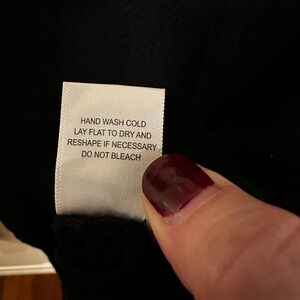 HAND WASH COLD
LAY FLAT TO DRY AND
RESHAPE IF NECESSARY
DO NOT BLEACH